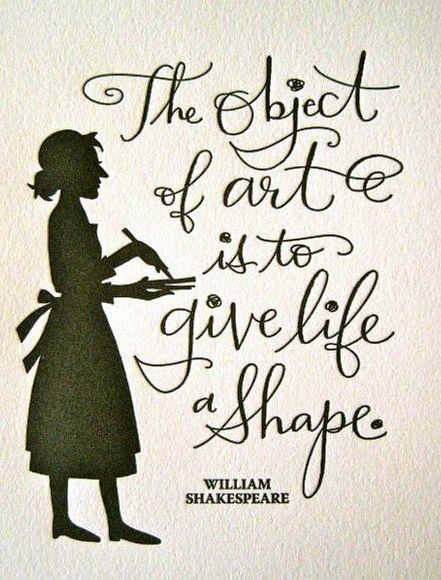 The object
of art
is to
give life
a shape.
WILLIAM
SHAKESPEARE